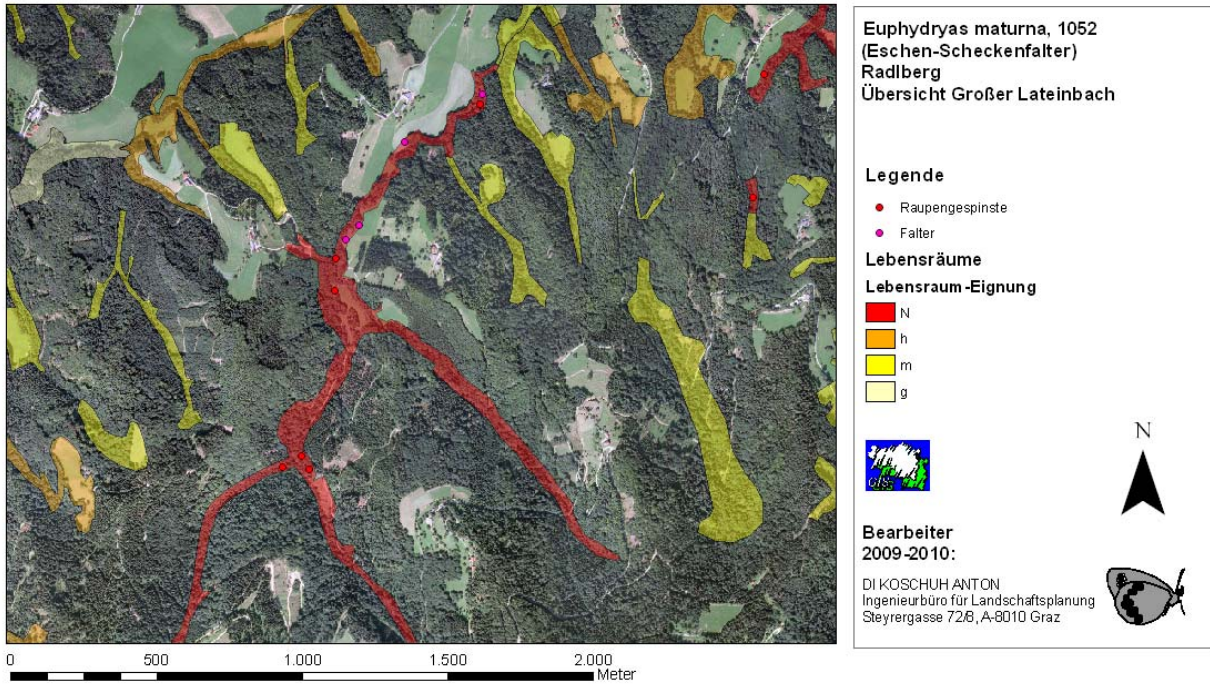 Euphydryas maturna, 1052
(Eschen-Scheckenfalter)
Radlberg
Übersicht Großer Lateinbach
Legende
Raupengespinste
Falter
Lebensräume
Lebensraum-Eignung
N
h
m
g
N
Bearbeiter
2009-2010:
DI KOSCHUH ANTON
Ingenieurbüro für Landschaftsplanung
Steyrergasse 72/8, A-8010 Graz
0 500 1.000 1.500 2.000
Meter